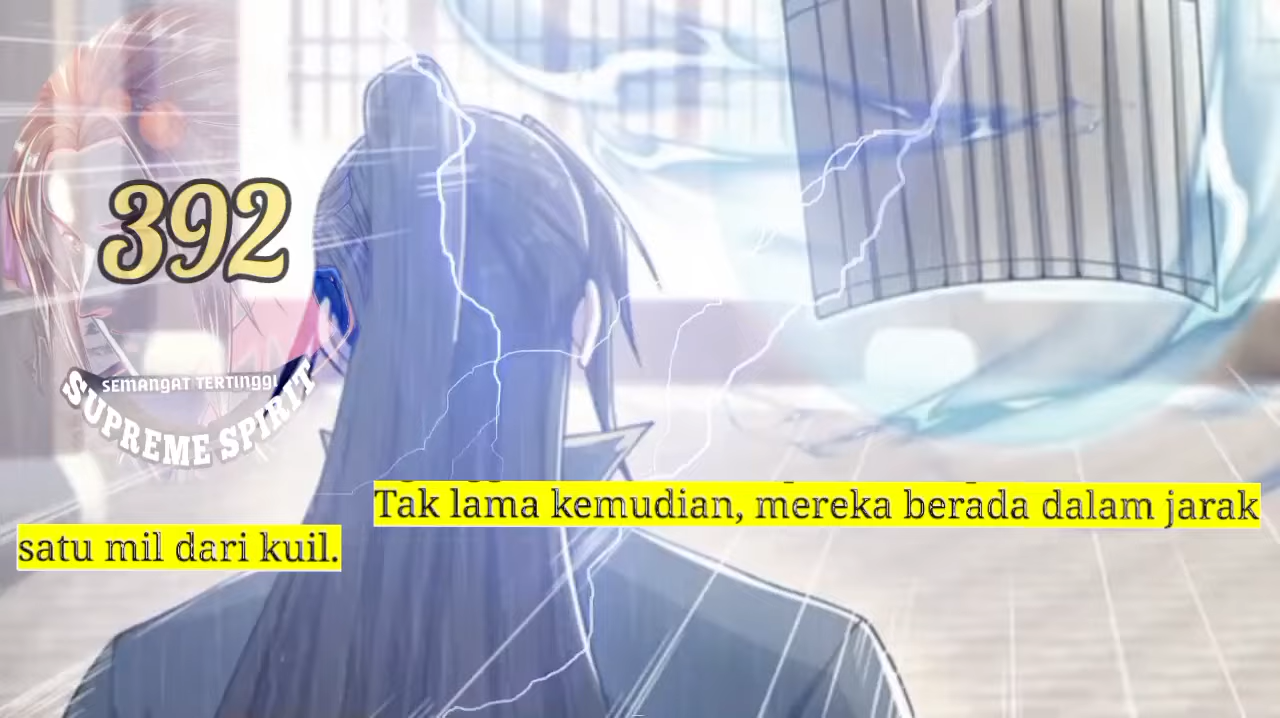 392
SEMANGAT TERTINGGI
SUPREME SPIRIT
Tak lama kemudian, mereka berada dalam jarak
satu mil dari kuil.